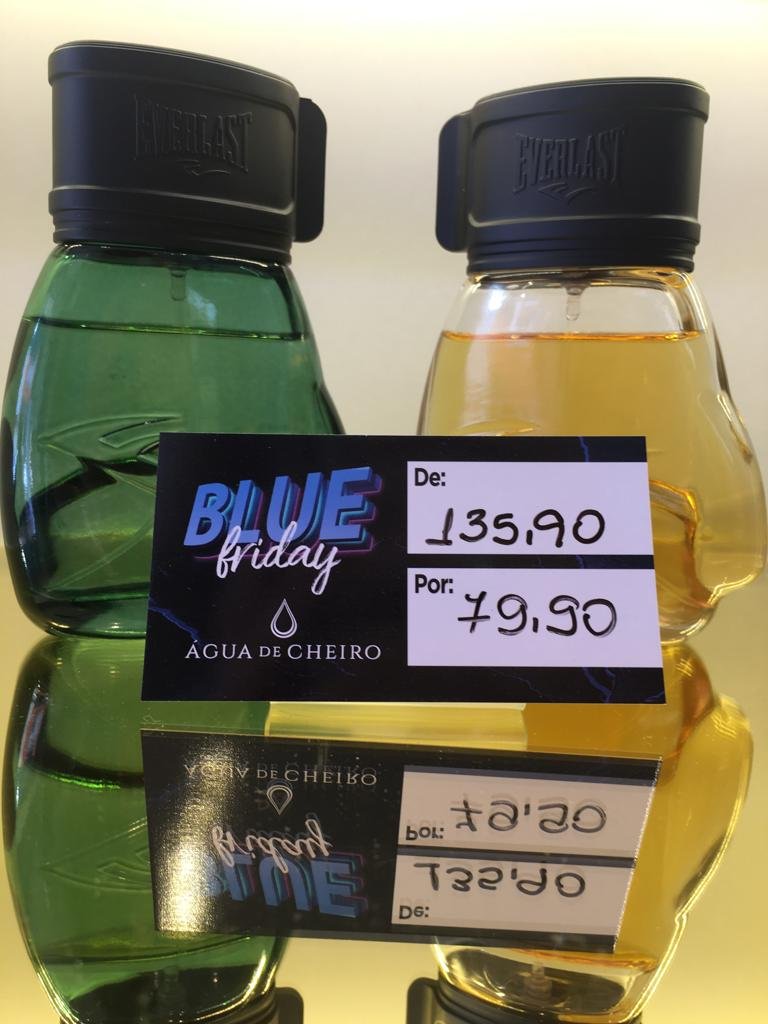 EVERLAST
EVERLAST
BLUE
friday
ÁGUA DE CHEIRO
De:
135,90
Por:
79,90